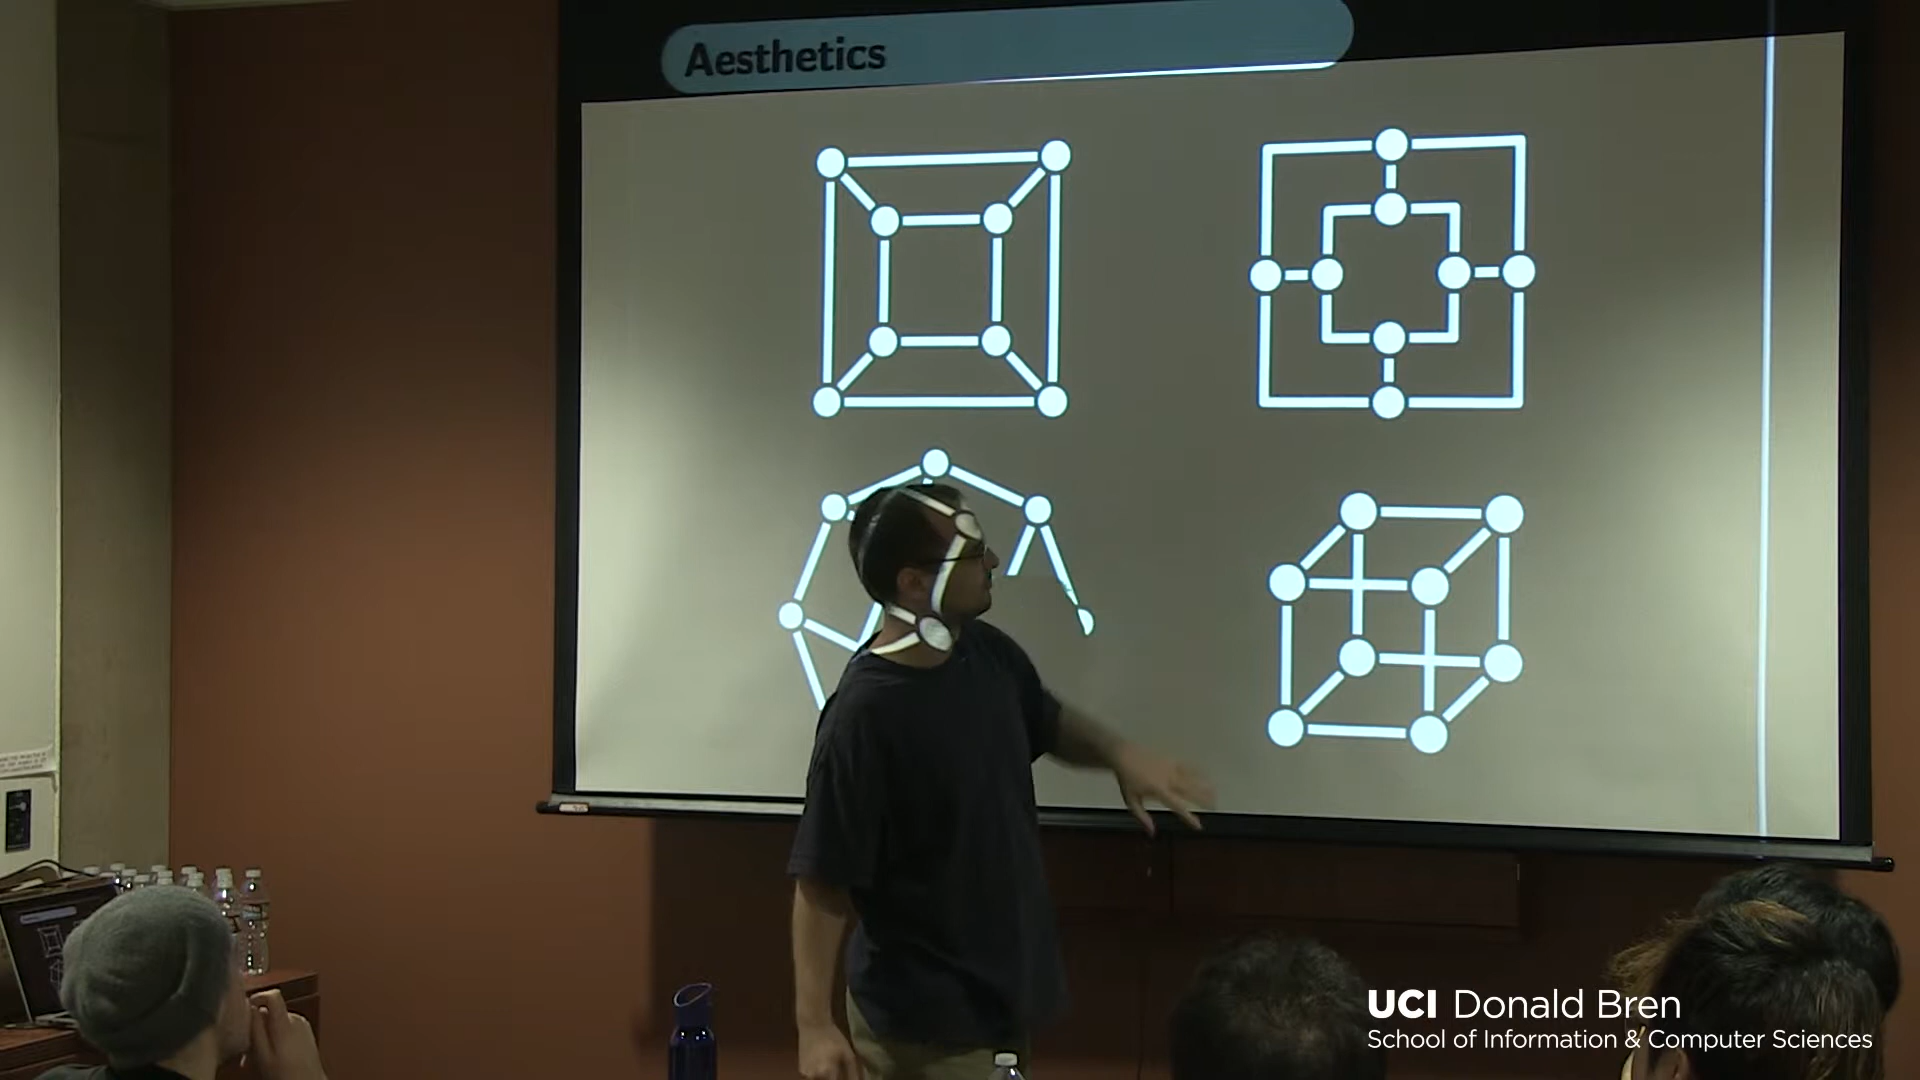 Aesthetics
UCI Donald Bren
School of Information & Computer Sciences